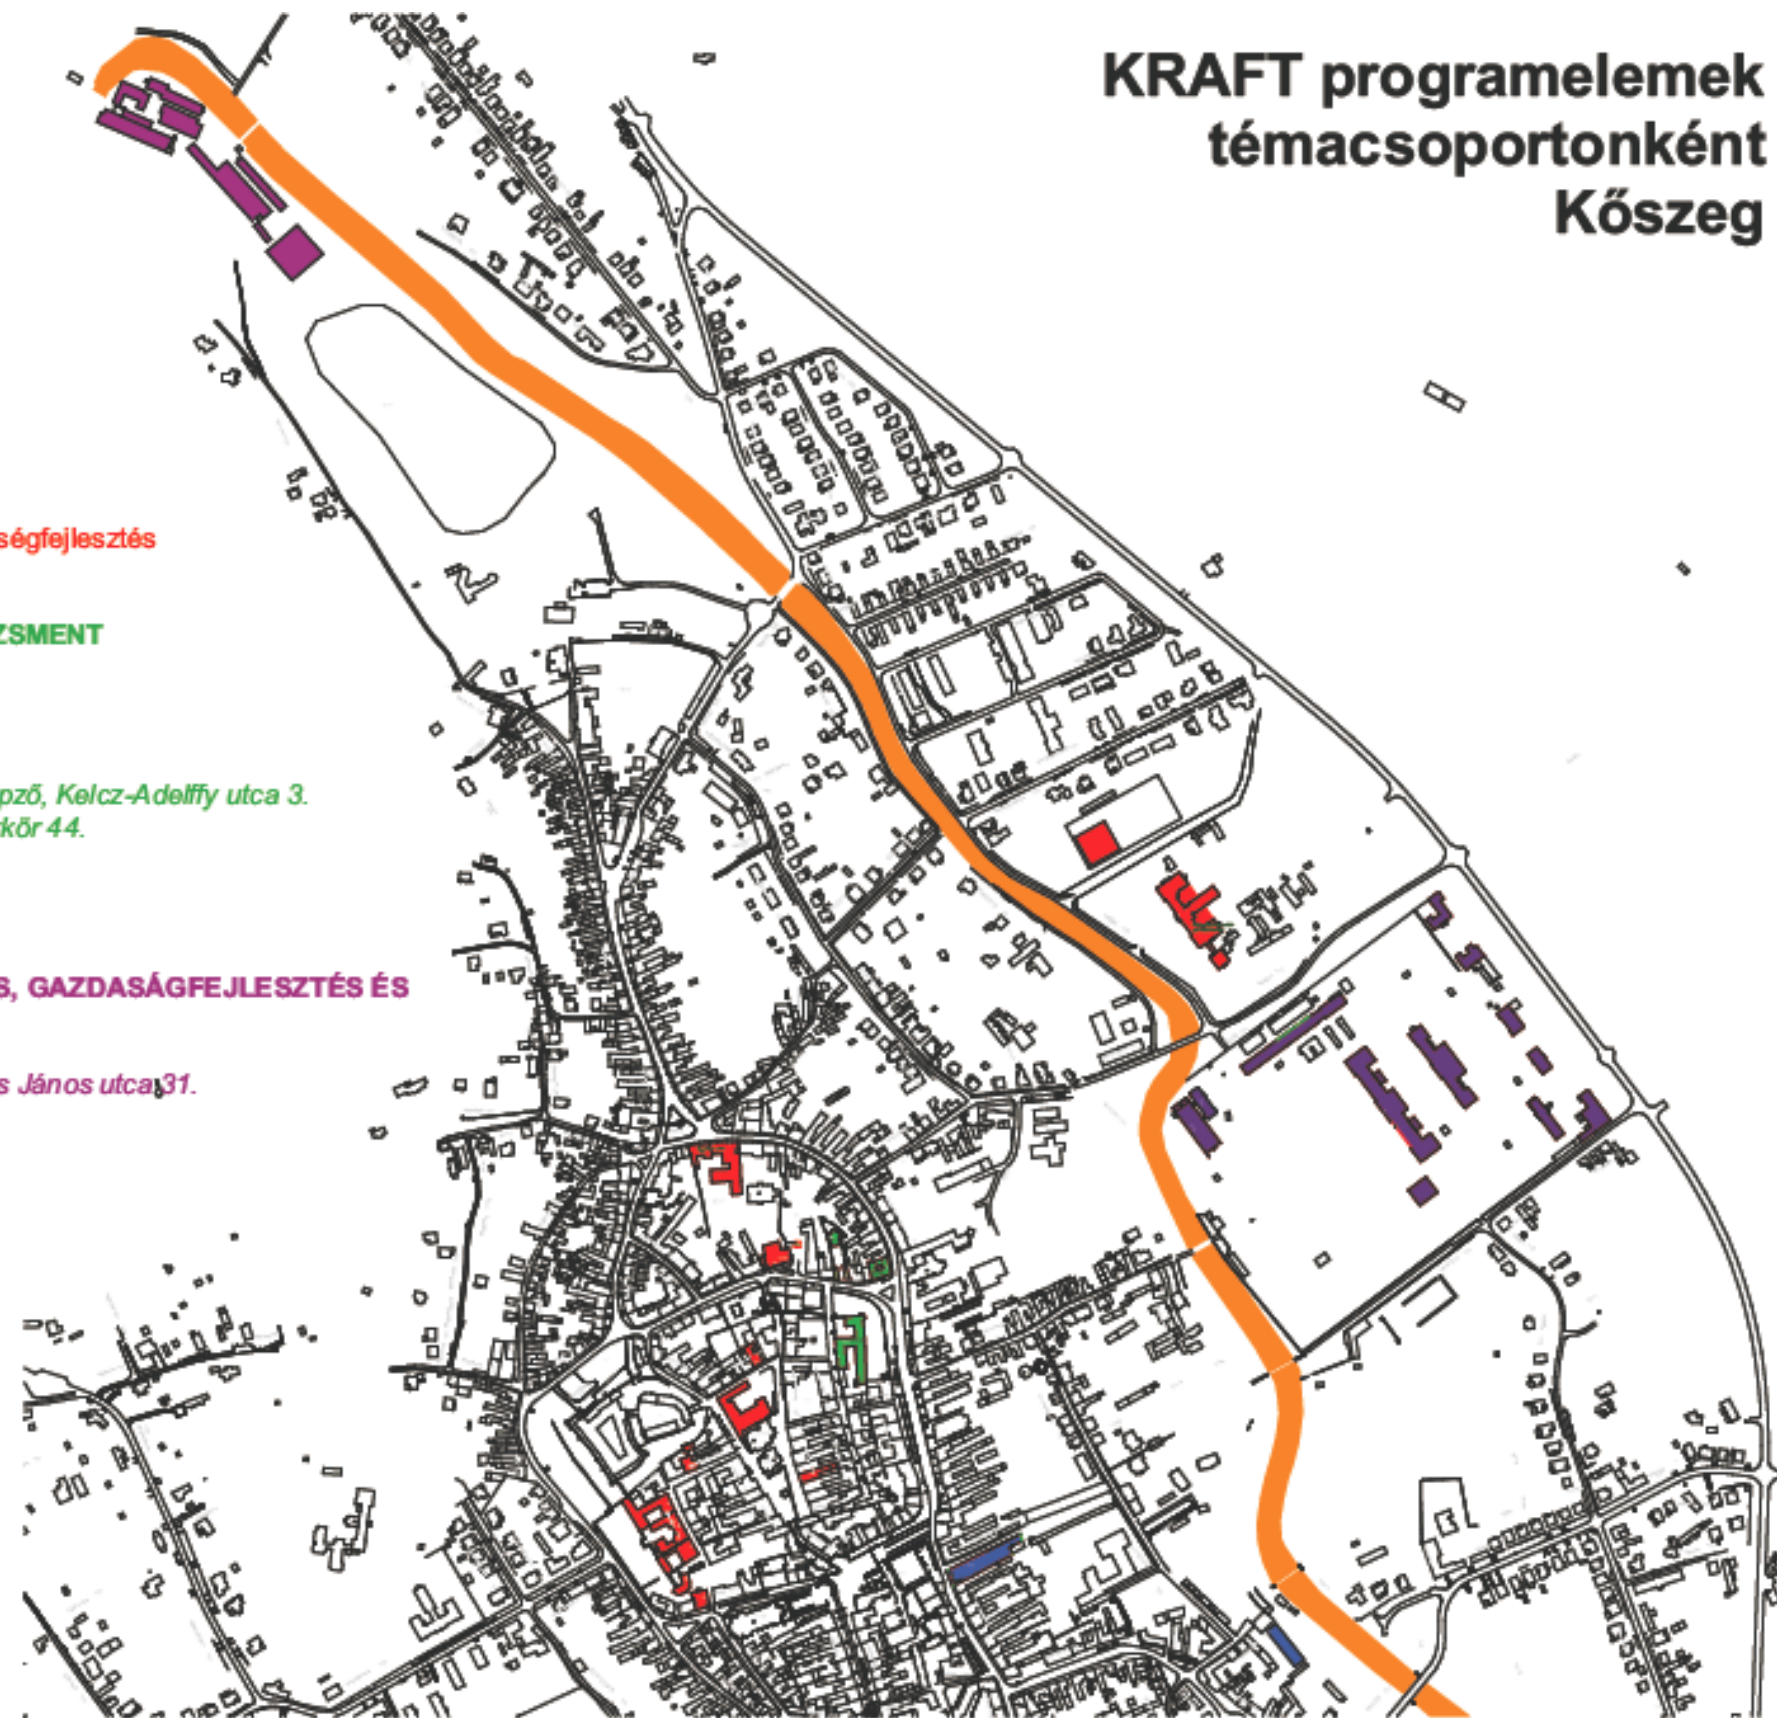 KRAFT programelemek
témacsoportonként
Kőszeg
ségfejlesztés
ZSMENT
pző, Kelcz-Adelffy utca 3.
kör 44.
S, GAZDASÁGFEJLESZTÉS ÉS
s János utca 31.